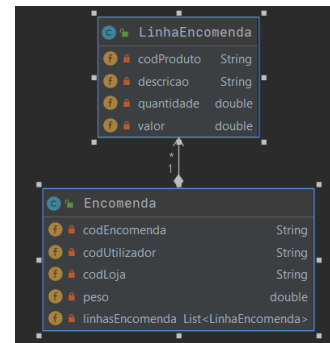 LinhaEncomenda
codProduto String
descricao String
quantidade double
valor double
*
1
Encomenda
codEncomenda String
codUtilizador String
codLoja String
peso double
linhasEncomenda List<LinhaEncomenda>